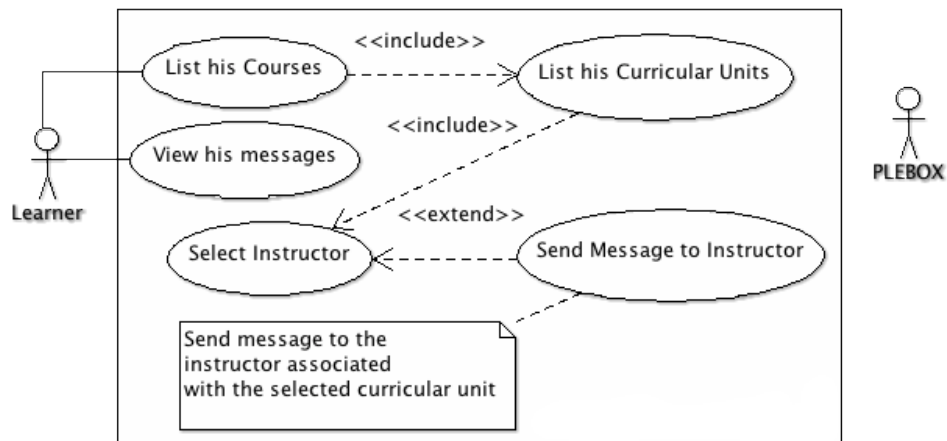 <<include>>
List his Courses
List his Curricular Units
<<include>>
View his messages
PLEBOX
Learner
<<extend>>
Select Instructor
Send Message to Instructor
Send message to the
instructor associated
with the selected curricular unit